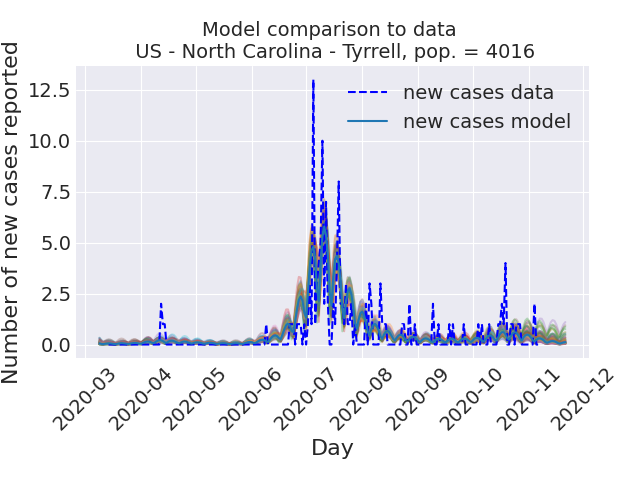 Model comparison to data
US - North Carolina - Tyrrell, pop. = 4016
Number of new cases reported
12.5
10.0
7.5
5.0
2.5
0.0
new cases data
new cases model
2020-03
2020-04
2020-05
2020-06
2020-07
2020-08
2020-09
2020-10
2020-11
2020-12
Day